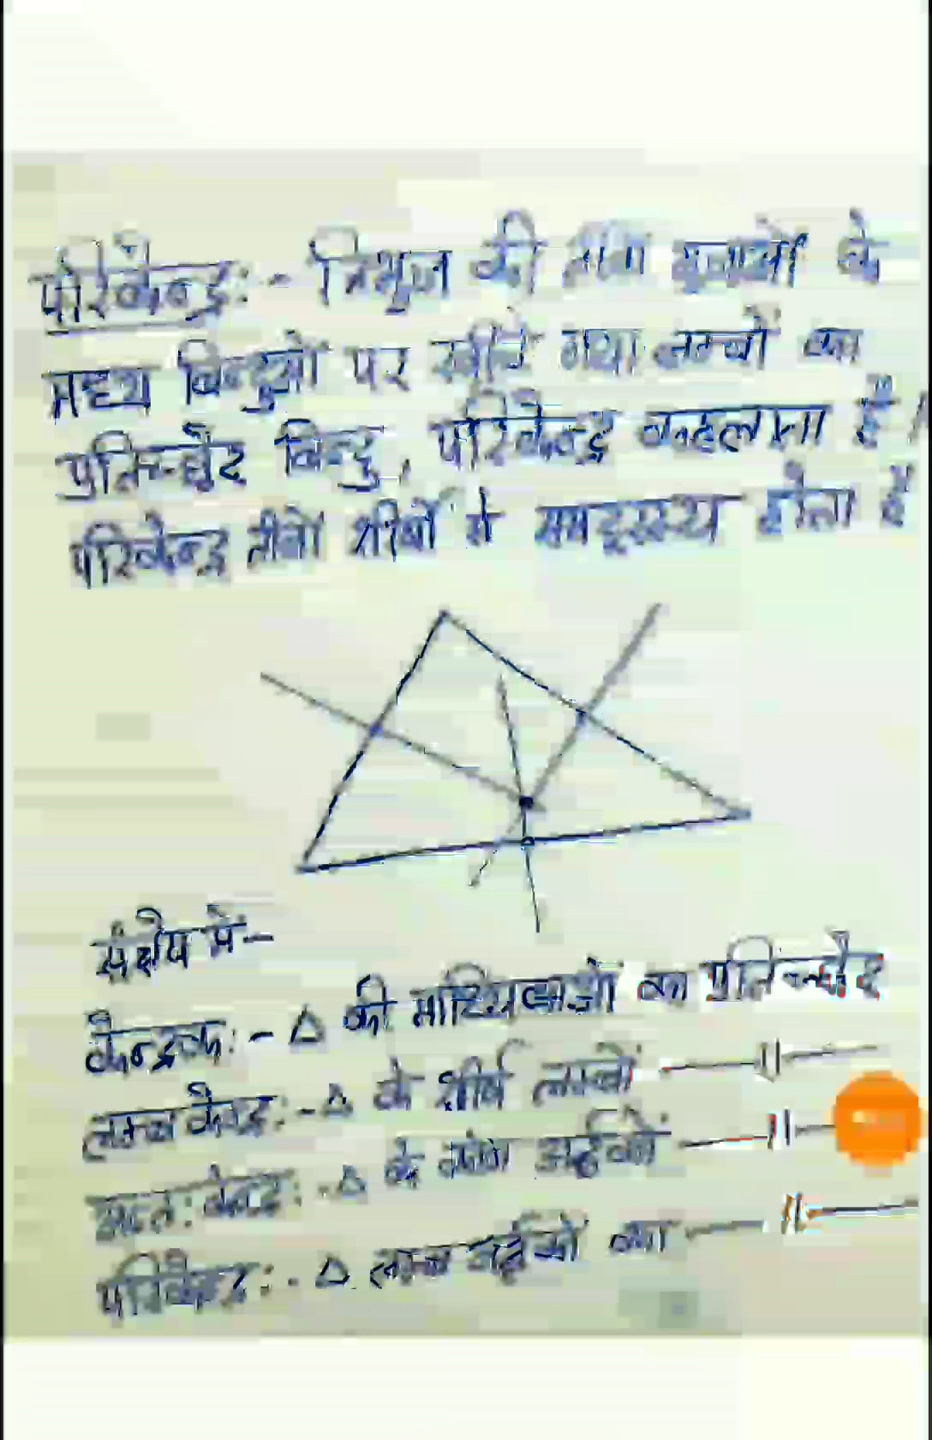 परिकेन्द्र:- त्रिभुज की भुजाओं के
मध्य बिन्दुओं पर खींचे गया लम्बों का
प्रतिच्छेद बिन्दु, परिकेन्द्र कहलाता है।
परिकेन्द्र तीनों शीर्षों से समदूरस्थ होता है
संक्षेप में-
केन्द्रक:- △ की माध्यिकाओं का प्रतिच्छेद
लम्ब केन्द्र:- △ के शीर्ष लम्बों —॥—
अन्त: केन्द्र:- △ के कोण अर्द्धकों —॥—
परिकेन्द्र:- △ लम्ब अर्द्धकों का —॥—